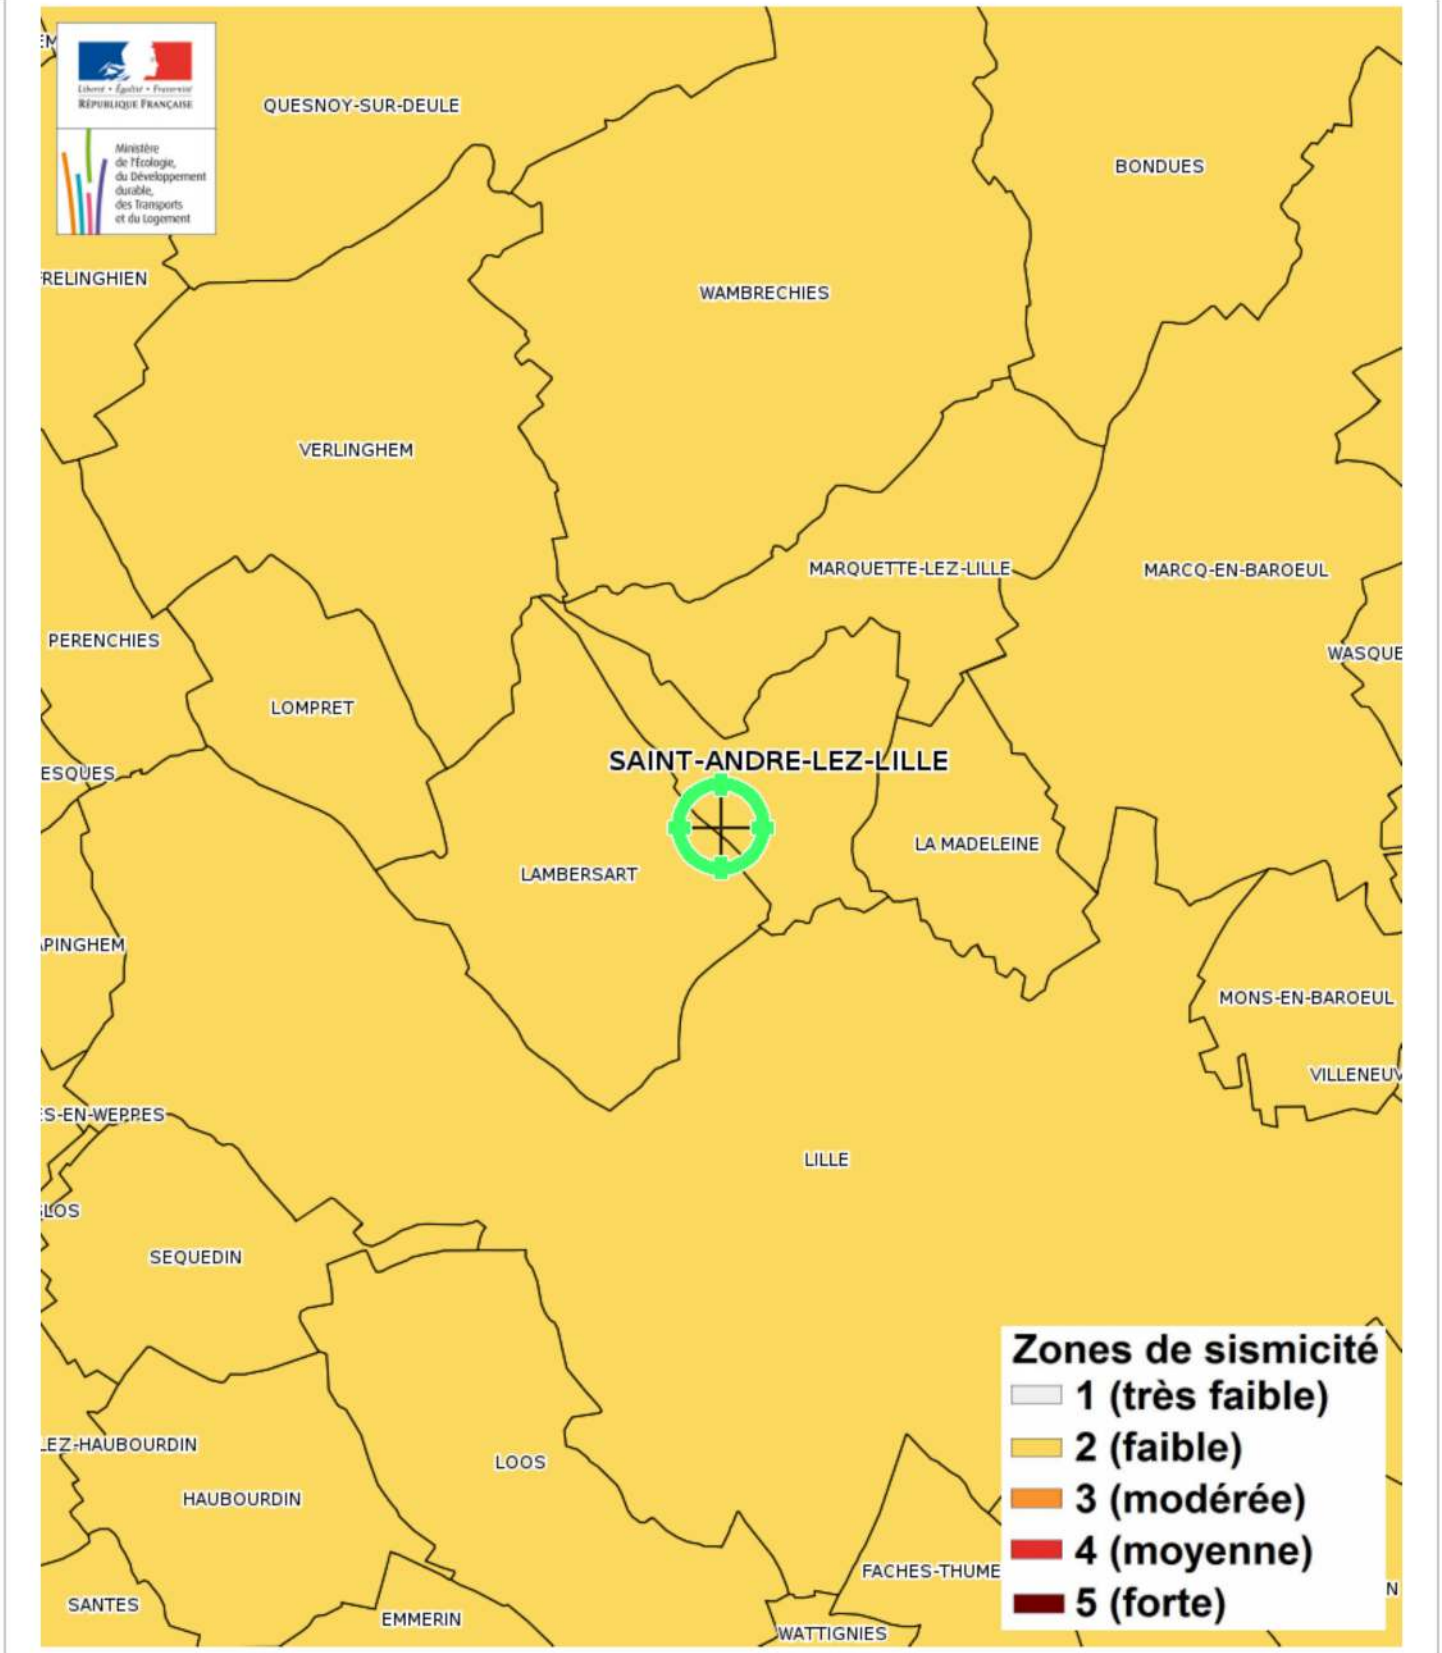 EM
Liberté • Égalité • Fraternité
RÉPUBLIQUE FRANÇAISE
Ministère
de l'Écologie,
du Développement
durable,
des Transports
et du Logement
QUESNOY-SUR-DEULE
BONDUES
RELINGHIEN
WAMBRECHIES
VERLINGHEM
MARQUETTE-LEZ-LILLE
MARCQ-EN-BAROEUL
PERENCHIES
WASQUE
LOMPRET
SAINT-ANDRE-LEZ-LILLE
ESQUES
LA MADELEINE
LAMBERSART
APINGHEM
MONS-EN-BAROEUL
VILLENEUV
ES-EN-WEPPES
LILLE
LOS
SEQUEDIN
Zones de sismicité
1 (très faible)
2 (faible)
3 (modérée)
4 (moyenne)
5 (forte)
LEZ-HAUBOURDIN
LOOS
HAUBOURDIN
FACHES-THUME
N
SANTES
EMMERIN
WATTIGNIES